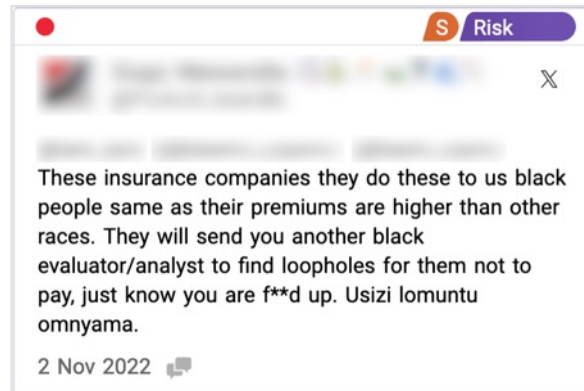 S Risk
X
These insurance companies they do these to us black
people same as their premiums are higher than other
races. They will send you another black
evaluator/analyst to find loopholes for them not to
pay, just know you are f**d up. Usizi lomuntu
omnyama.
2 Nov 2022